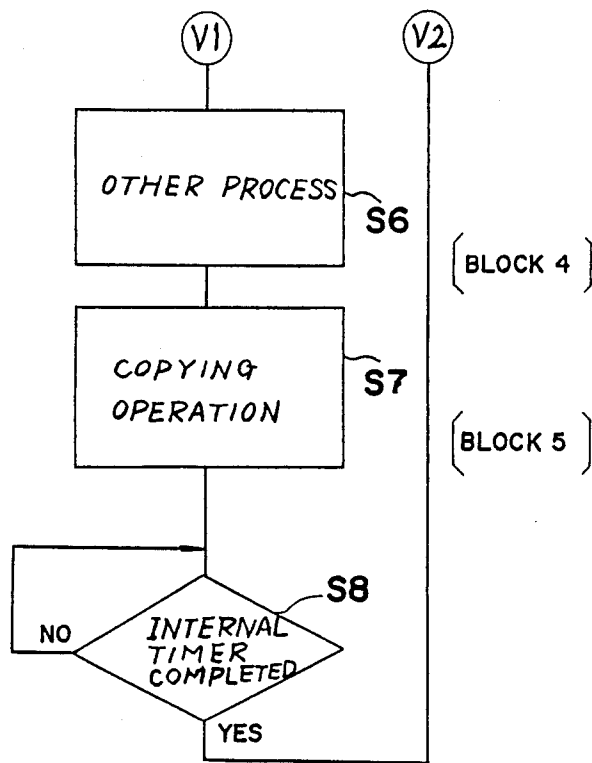 V1
V2
OTHER PROCESS
S6
[BLOCK 4]
COPYING
OPERATION
S7
[BLOCK 5]
S8
INTERNAL
TIMER
COMPLETED
NO
YES